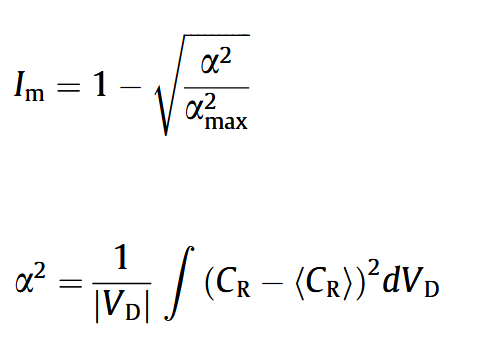 I_m = 1 − √(α²/α²_max)
α² = 1/|V_D| ∫ (C_R − ⟨C_R⟩)² dV_D